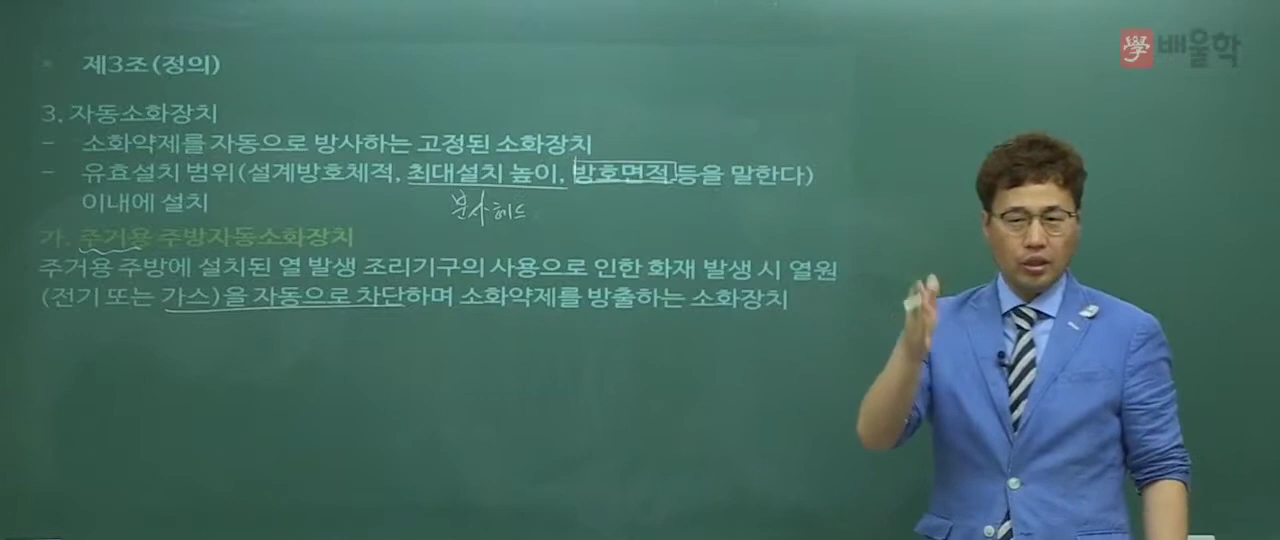 學 배울학
제3조(정의)
3. 자동소화장치
- 소화약제를 자동으로 방사하는 고정된 소화장치
- 유효설치 범위(설계방호체적, 최대설치 높이, 방호면적 등을 말한다)
이내에 설치
분사헤드
가. 주거용 주방자동소화장치
주거용 주방에 설치된 열 발생 조리기구의 사용으로 인한 화재 발생 시 열원
(전기 또는 가스)을 자동으로 차단하며 소화약제를 방출하는 소화장치